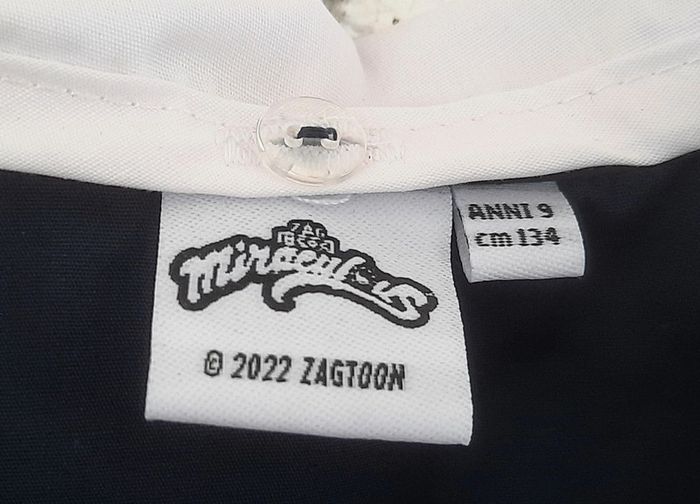 ZAG
HEROEZ
Miraculous
© 2022 ZAGTOON
ANNI 9
cm 134